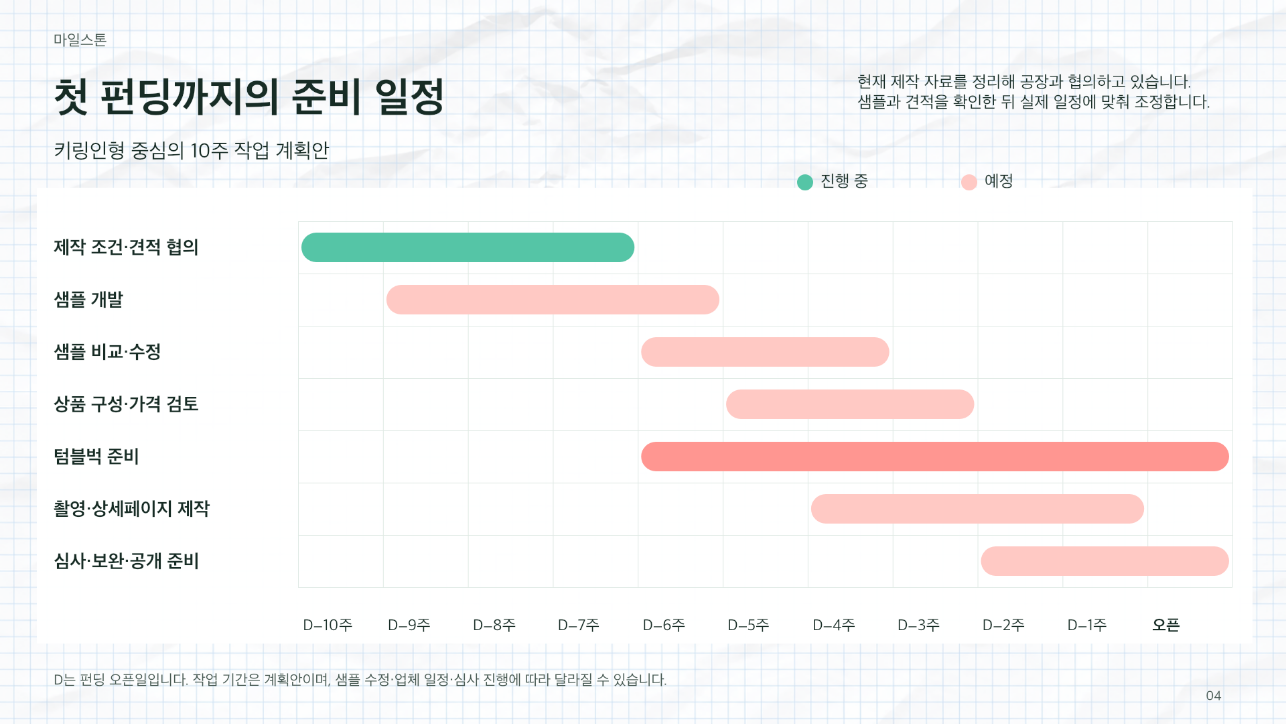 마일스톤
첫 펀딩까지의 준비 일정
키링인형 중심의 10주 작업 계획안
현재 제작 자료를 정리해 공장과 협의하고 있습니다.
샘플과 견적을 확인한 뒤 실제 일정에 맞춰 조정합니다.
진행 중
예정
제작 조건·견적 협의
샘플 개발
샘플 비교·수정
상품 구성·가격 검토
텀블벅 준비
촬영·상세페이지 제작
심사·보완·공개 준비
D–10주
D–9주
D–8주
D–7주
D–6주
D–5주
D–4주
D–3주
D–2주
D–1주
오픈
D는 펀딩 오픈일입니다. 작업 기간은 계획안이며, 샘플 수정·업체 일정·심사 진행에 따라 달라질 수 있습니다.
04